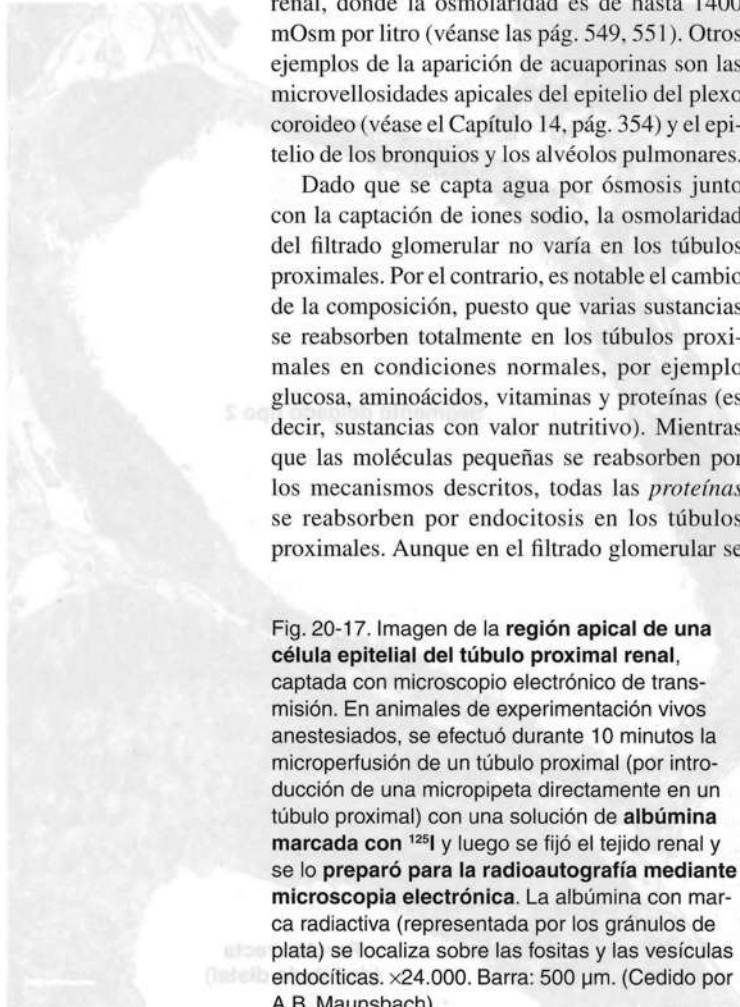 renal, donde la osmolaridad es de hasta 1400
mOsm por litro (véanse las pág. 549, 551). Otros
ejemplos de la aparición de acuaporinas son las
microvellosidades apicales del epitelio del plexo
coroideo (véase el Capítulo 14, pág. 354) y el epi-
telio de los bronquios y los alvéolos pulmonares.
Dado que se capta agua por ósmosis junto
con la captación de iones sodio, la osmolaridad
del filtrado glomerular no varía en los túbulos
proximales. Por el contrario, es notable el cambio
de la composición, puesto que varias sustancias
se reabsorben totalmente en los túbulos proxi-
males en condiciones normales, por ejemplo
glucosa, aminoácidos, vitaminas y proteínas (es
decir, sustancias con valor nutritivo). Mientras
que las moléculas pequeñas se reabsorben por
los mecanismos descritos, todas las proteínas
se reabsorben por endocitosis en los túbulos
proximales. Aunque en el filtrado glomerular se
Fig. 20-17. Imagen de la región apical de una
célula epitelial del túbulo proximal renal,
captada con microscopio electrónico de trans-
misión. En animales de experimentación vivos
anestesiados, se efectuó durante 10 minutos la
microperfusión de un túbulo proximal (por intro-
ducción de una micropipeta directamente en un
túbulo proximal) con una solución de albúmina
marcada con ¹²⁵I y luego se fijó el tejido renal y
se lo preparó para la radioautografía mediante
microscopia electrónica. La albúmina con mar-
ca radiactiva (representada por los gránulos de
plata) se localiza sobre las fositas y las vesículas
endocíticas. ×24.000. Barra: 500 µm. (Cedido por
A.B. Maunsbach)